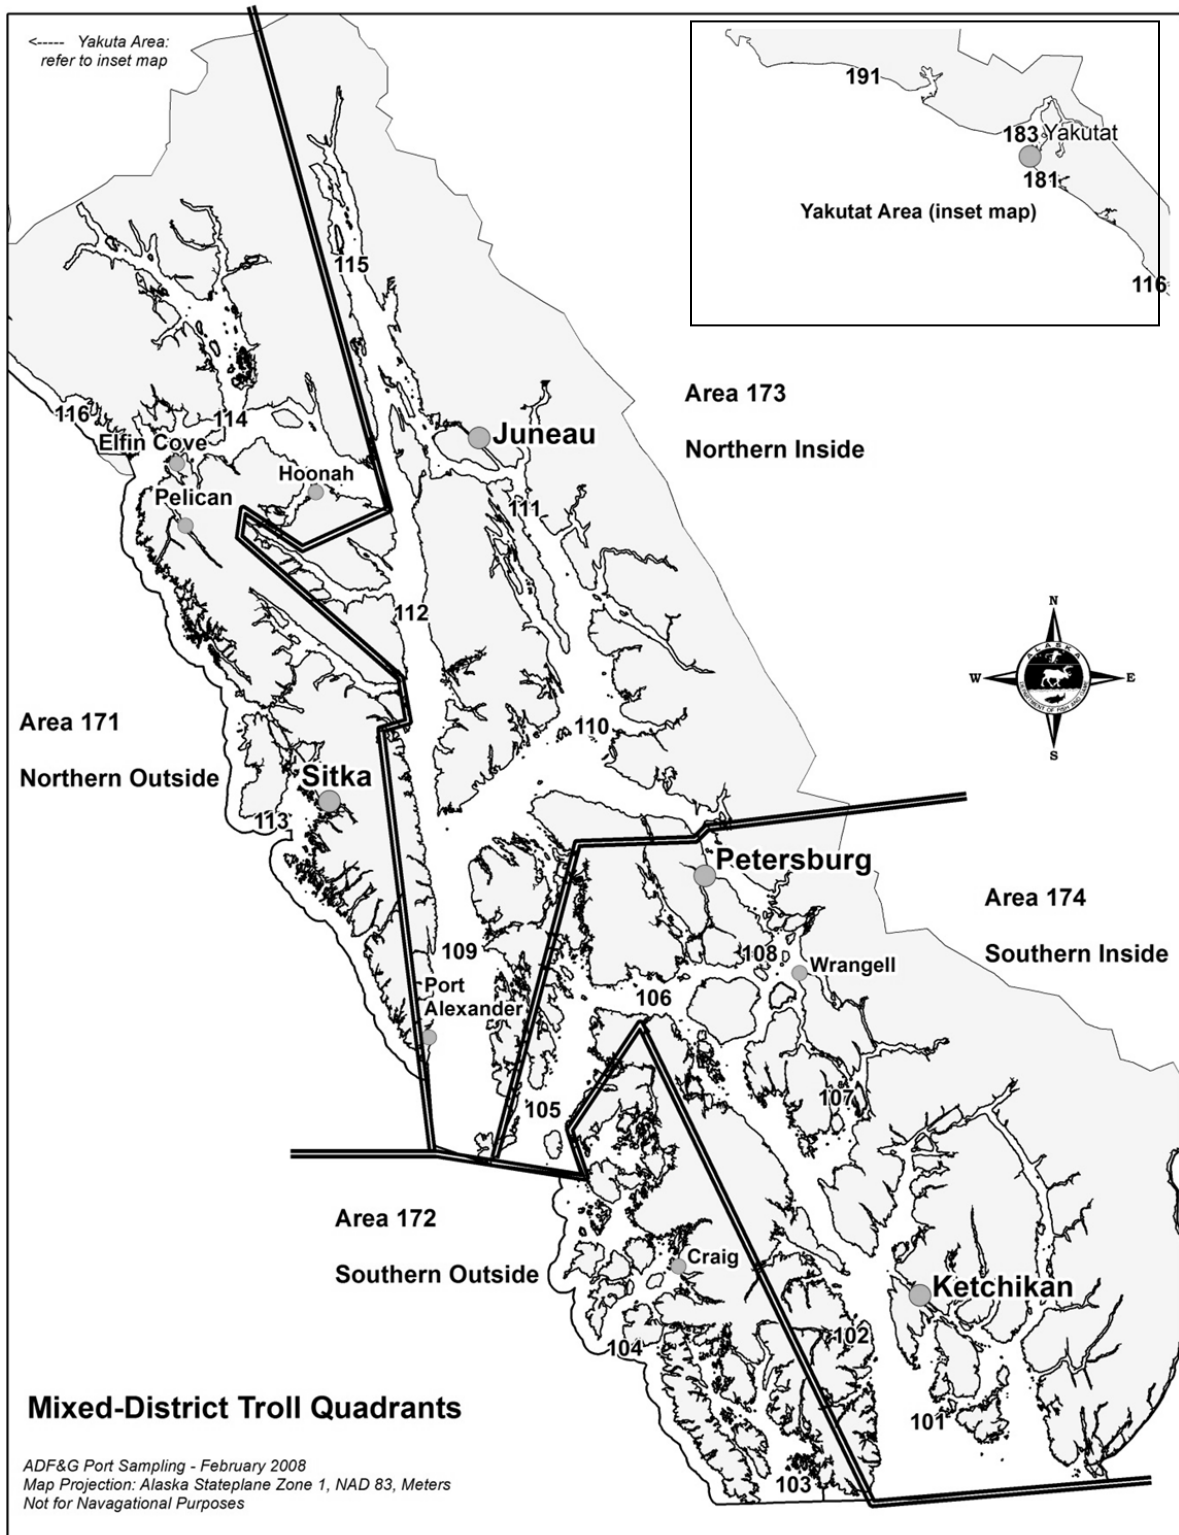 <----- Yakuta Area:
refer to inset map
191
183 Yakutat
181
Yakutat Area (inset map)
116
115
Area 173
Northern Inside
116
114
Elfin Cove
Juneau
Hoonah
Pelican
111
112
N
W
E
S
ALASKA
Area 171
Northern Outside
110
Sitka
113
Petersburg
Area 174
Southern Inside
109
108
Wrangell
Port
Alexander
106
107
105
Area 172
Southern Outside
Craig
Ketchikan
102
104
101
103
Mixed-District Troll Quadrants
ADF&G Port Sampling - February 2008
Map Projection: Alaska Stateplane Zone 1, NAD 83, Meters
Not for Navagational Purposes